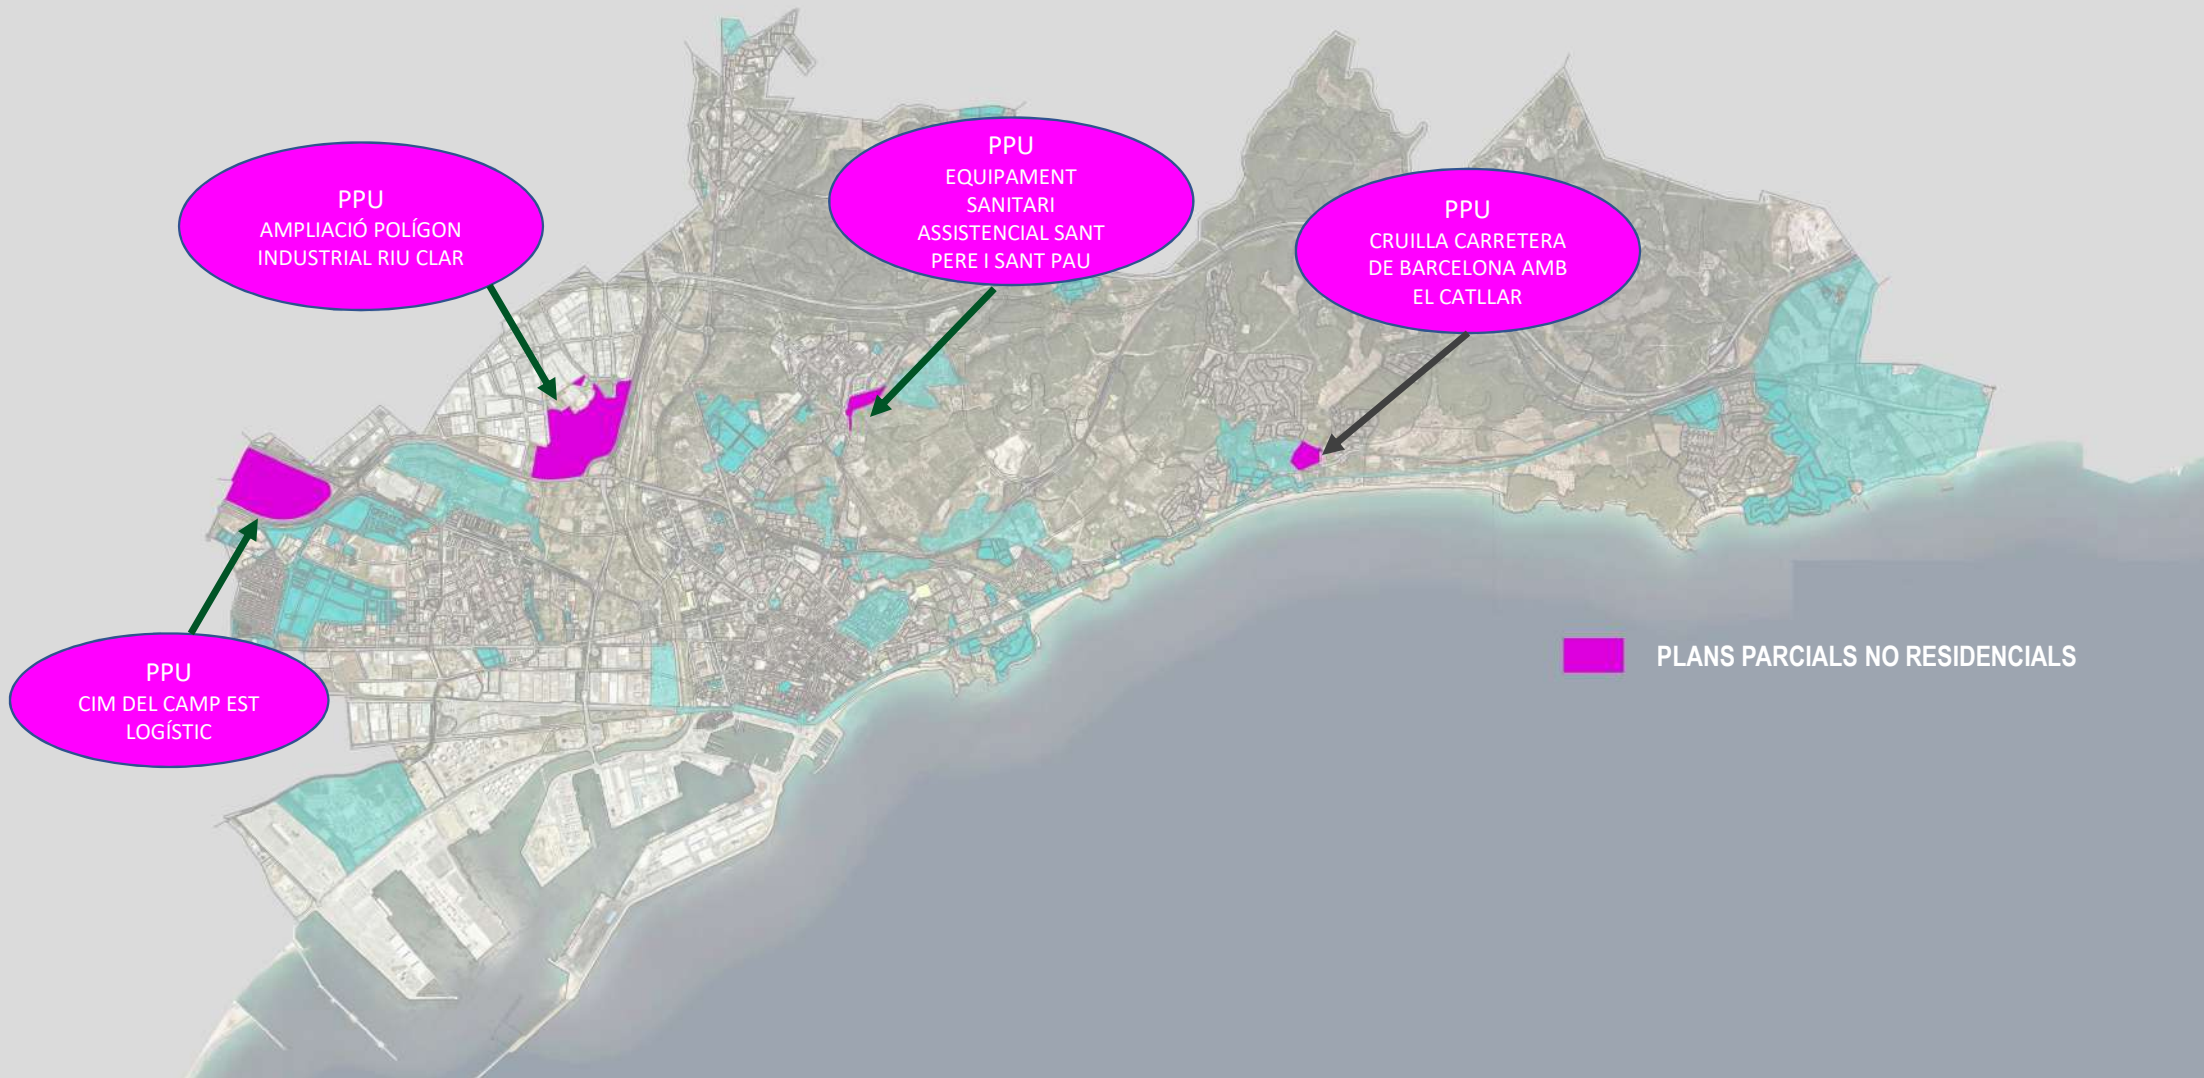 PPU
AMPLIACIÓ POLÍGON
INDUSTRIAL RIU CLAR
PPU
EQUIPAMENT
SANITARI
ASSISTENCIAL SANT
PERE I SANT PAU
PPU
CRUILLA CARRETERA
DE BARCELONA AMB
EL CATLLAR
PPU
CIM DEL CAMP EST
LOGÍSTIC
PLANS PARCIALS NO RESIDENCIALS